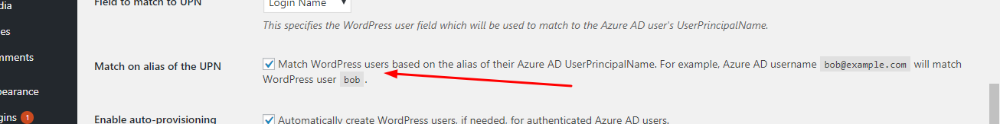 dia
Field to match to UPN
Login Name
This specifies the WordPress user field which will be used to match to the Azure AD user's UserPrincipalName.
es
mments
Match on alias of the UPN
Match WordPress users based on the alias of their Azure AD UserPrincipalName. For example, Azure AD username bob@example.com will match
WordPress user bob .
pearance
gins 1
Enable auto-provisioning
Automatically create WordPress users, if needed, for authenticated Azure AD users.